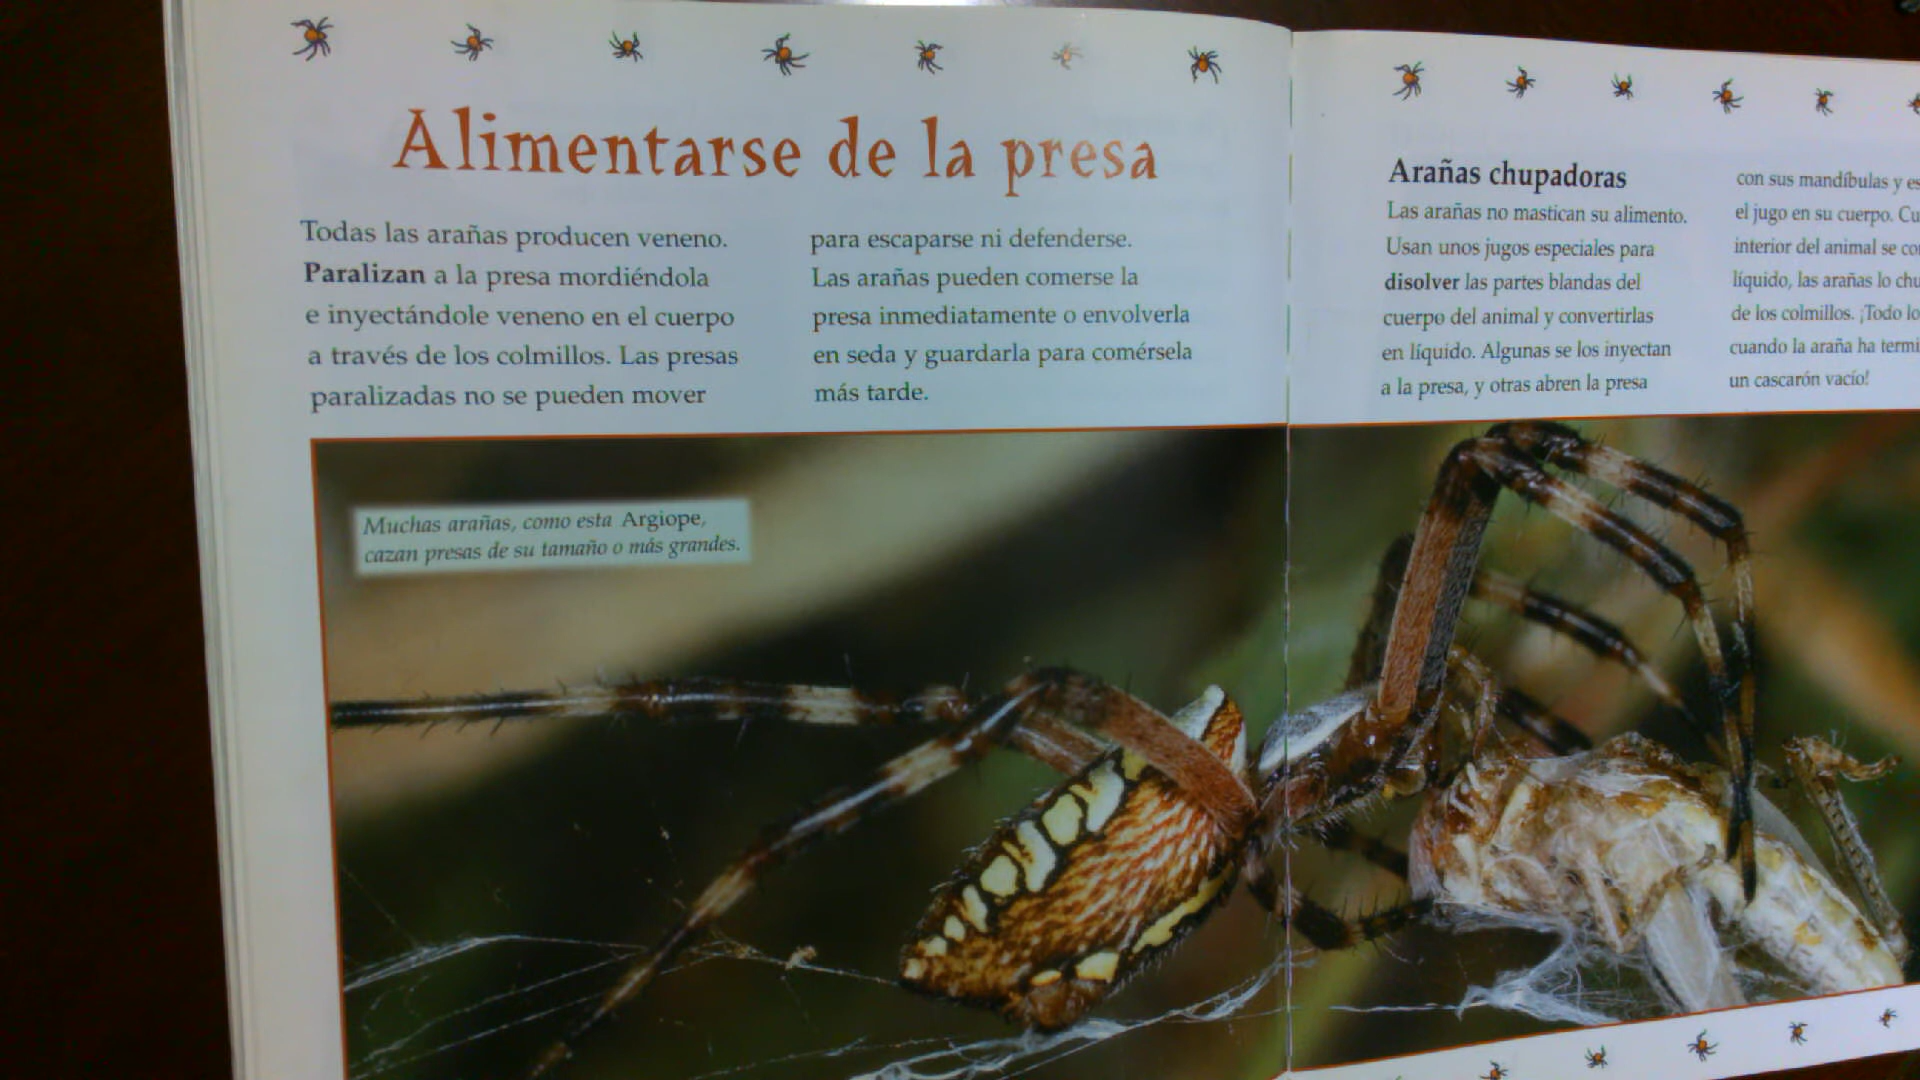 Alimentarse de la presa
Todas las arañas producen veneno.
Paralizan a la presa mordiéndola
e inyectándole veneno en el cuerpo
a través de los colmillos. Las presas
paralizadas no se pueden mover
para escaparse ni defenderse.
Las arañas pueden comerse la
presa inmediatamente o envolverla
en seda y guardarla para comérsela
más tarde.
Muchas arañas, como esta Argiope,
cazan presas de su tamaño o más grandes.
Arañas chupadoras
Las arañas no mastican su alimento.
Usan unos jugos especiales para
disolver las partes blandas del
cuerpo del animal y convertirlas
en líquido. Algunas se los inyectan
a la presa, y otras abren la presa
con sus mandíbulas y
el jugo en su cuerpo.
interior del animal se
líquido, las arañas lo
de los colmillos. ¡Todo
cuando la araña ha
un cascarón vacío!